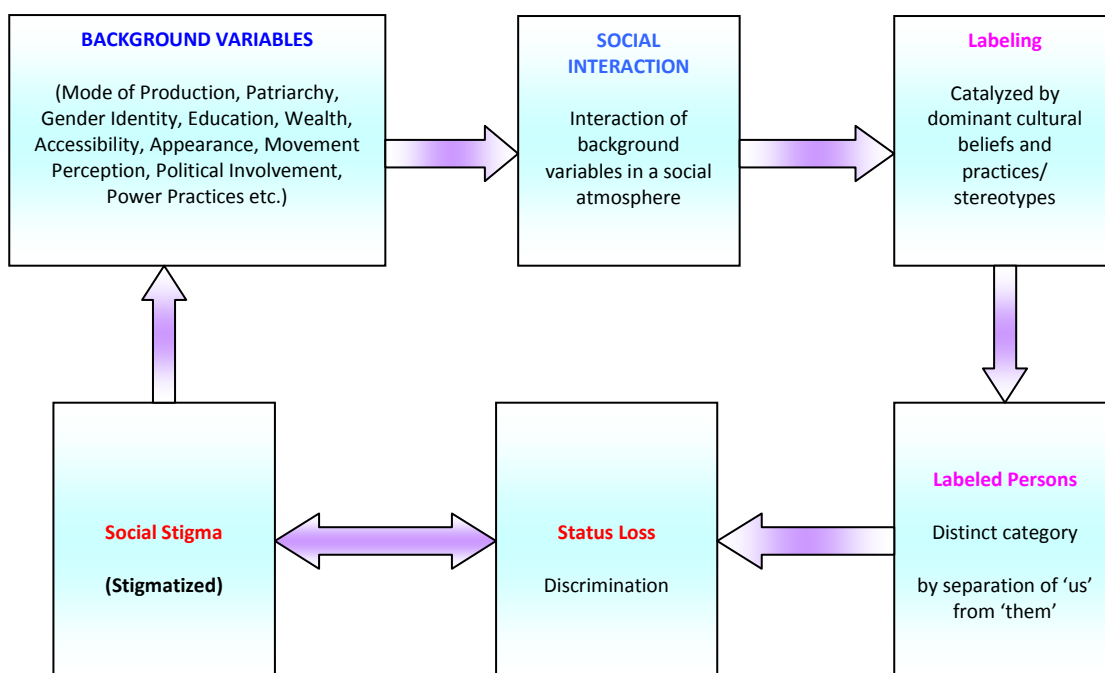 BACKGROUND VARIABLES
(Mode of Production, Patriarchy,
Gender Identity, Education, Wealth,
Accessibility, Appearance, Movement
Perception, Political Involvement,
Power Practices etc.)
SOCIAL
INTERACTION
Interaction of
background
variables in a social
atmosphere
Labeling
Catalyzed by
dominant cultural
beliefs and
practices/
stereotypes
Labeled Persons
Distinct category
by separation of ‘us’
from ‘them’
Status Loss
Discrimination
Social Stigma
(Stigmatized)